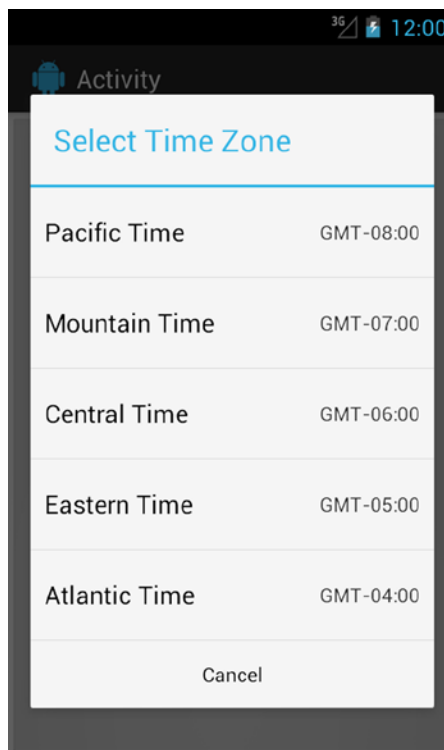 3G 12:00
Activity
Select Time Zone
Pacific Time GMT-08:00
Mountain Time GMT-07:00
Central Time GMT-06:00
Eastern Time GMT-05:00
Atlantic Time GMT-04:00
Cancel